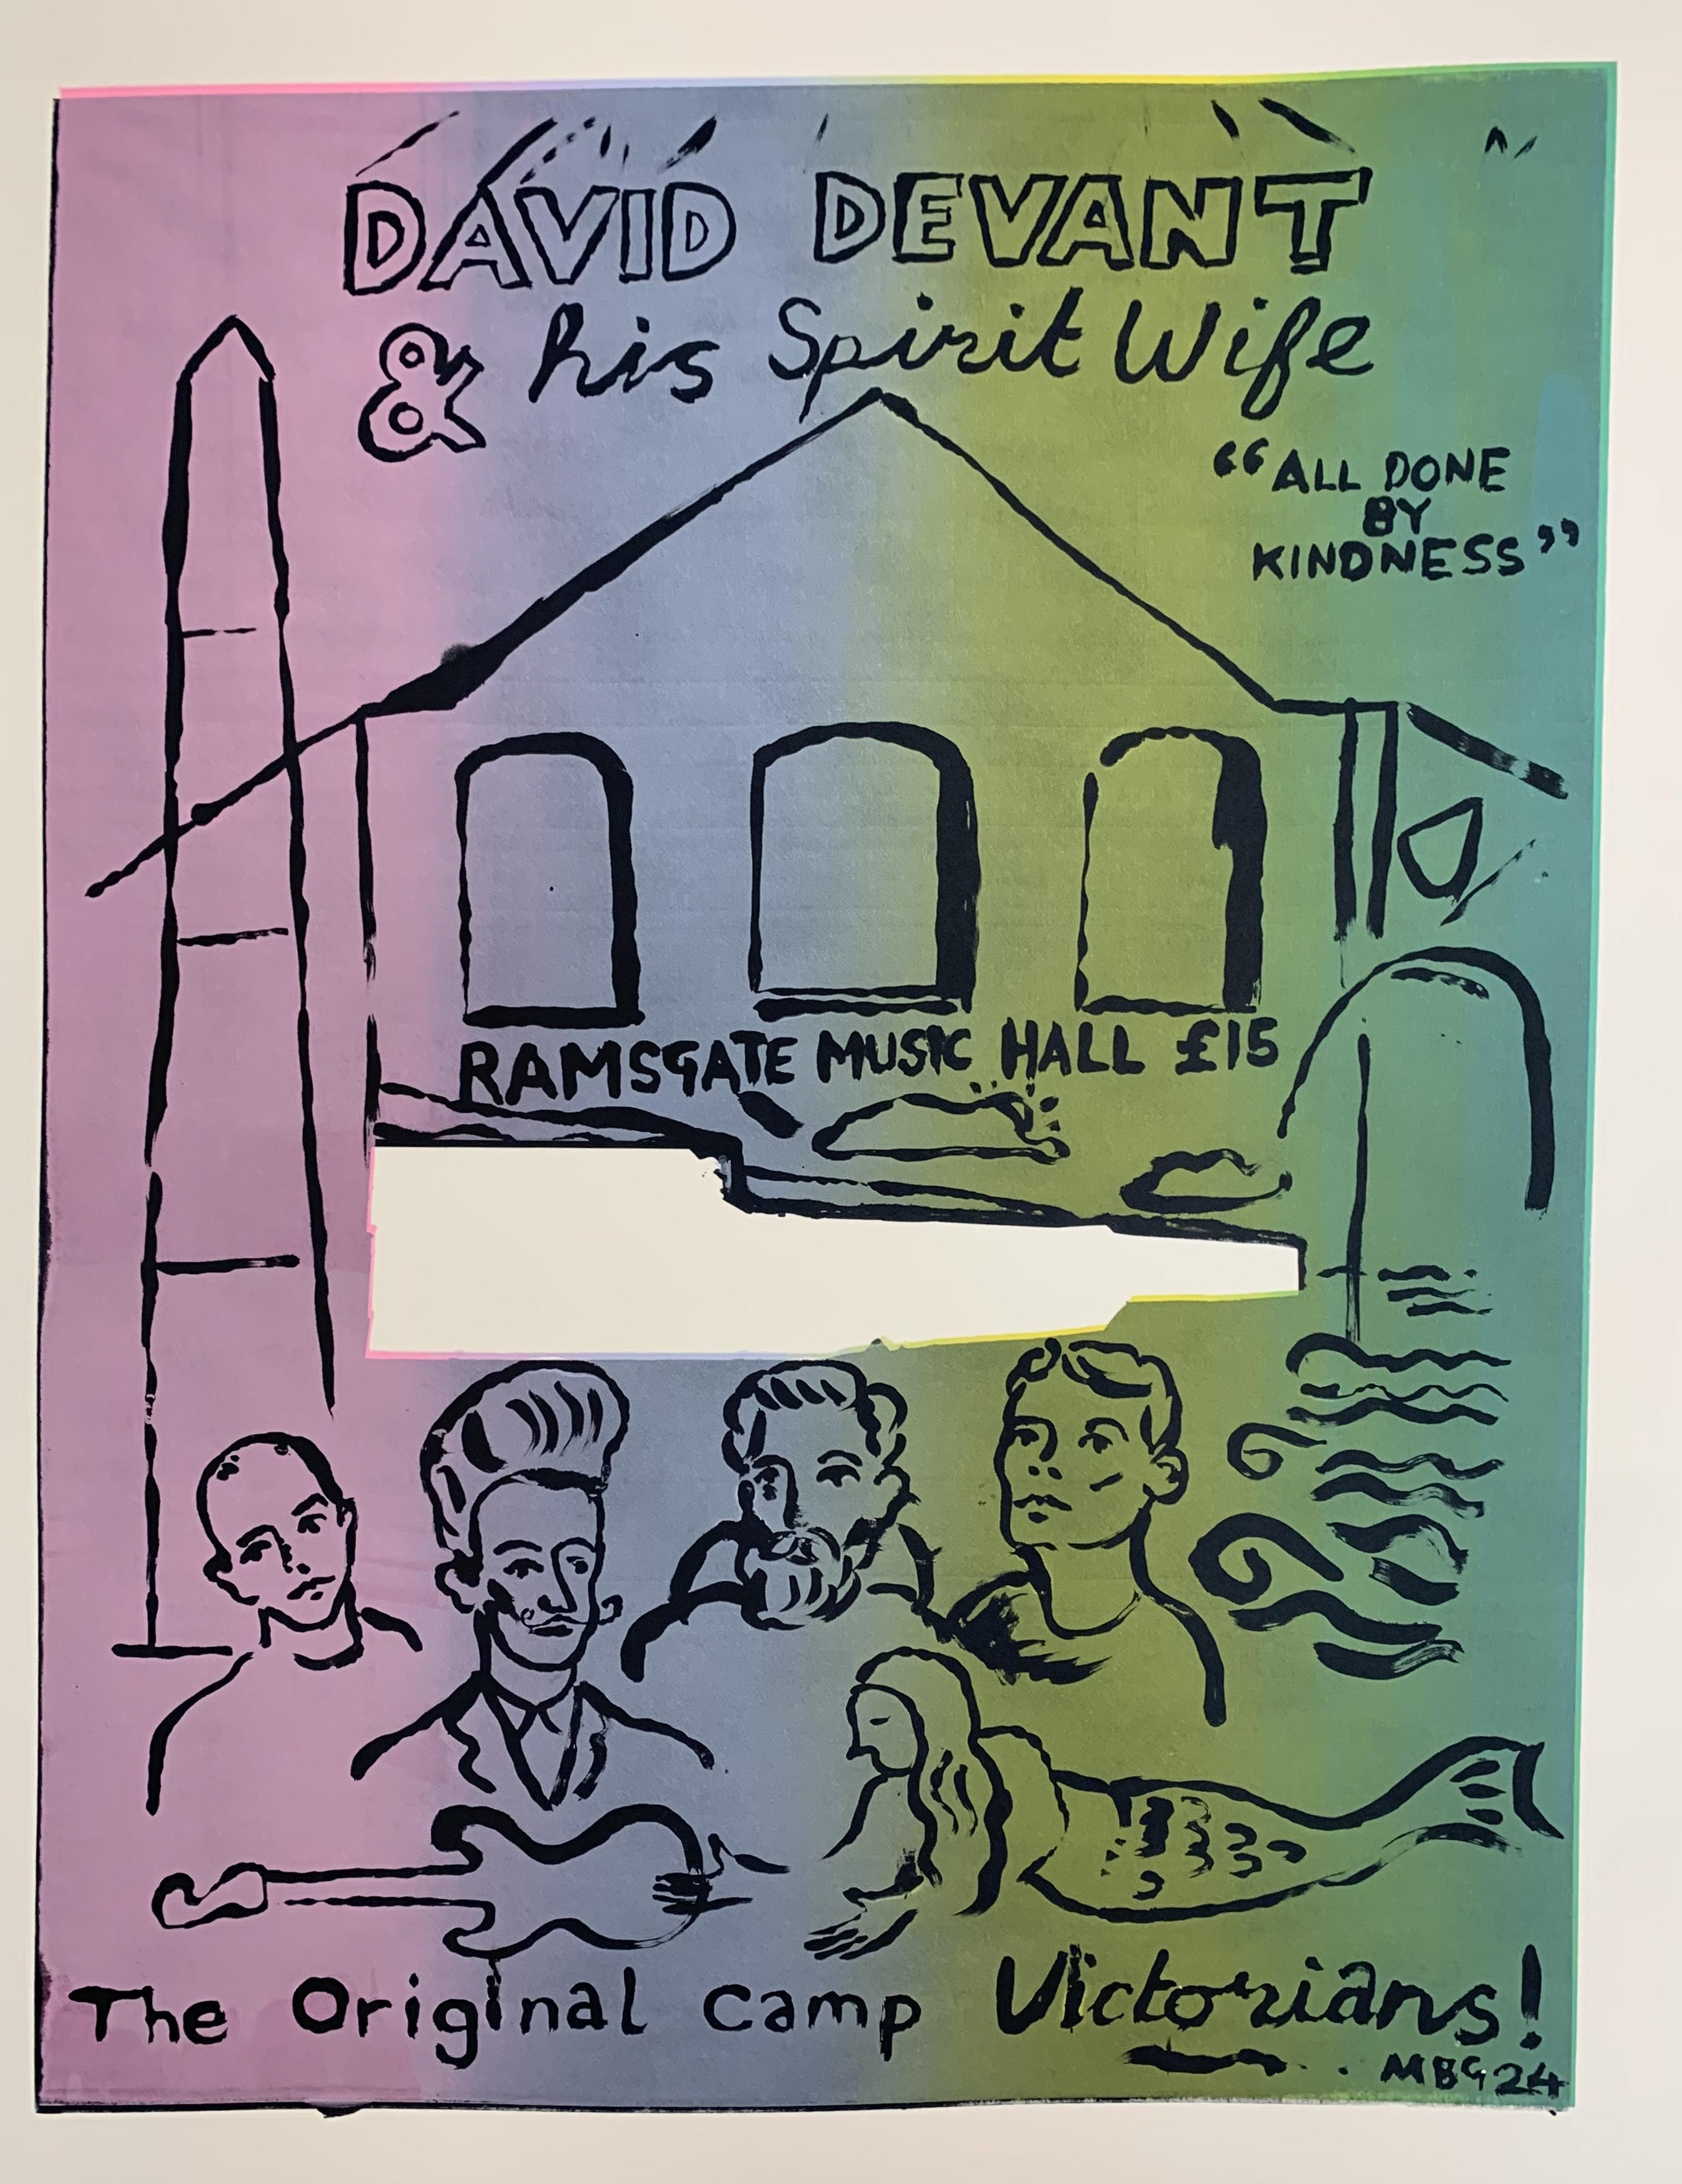 DAVID DEVANT
& his Spirit Wife
“ALL DONE
BY
KINDNESS”
RAMSGATE MUSIC HALL £15
The Original Camp Victorians!
MBG24